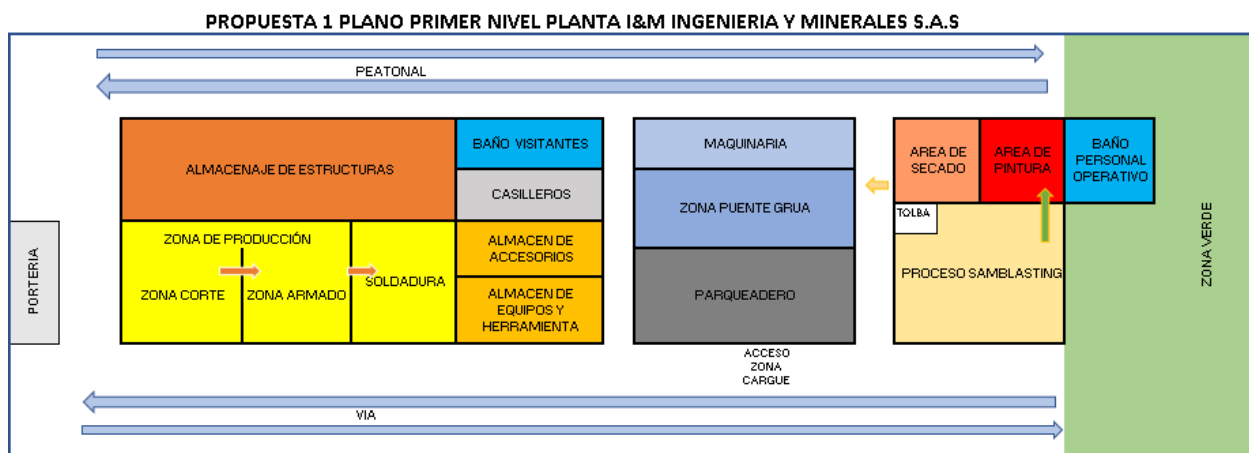 PROPUESTA 1 PLANO PRIMER NIVEL PLANTA I&M INGENIERIA Y MINERALES S.A.S
PEATONAL
PORTERIA
ALMACENAJE DE ESTRUCTURAS
BAÑO VISITANTES
CASILLEROS
ZONA DE PRODUCCIÓN
ZONA CORTE
ZONA ARMADO
SOLDADURA
ALMACEN DE
ACCESORIOS
ALMACEN DE
EQUIPOS Y
HERRAMIENTA
MAQUINARIA
ZONA PUENTE GRUA
PARQUEADERO
ACCESO
ZONA
CARGUE
AREA DE
SECADO
AREA DE
PINTURA
BAÑO
PERSONAL
OPERATIVO
TOLBA
PROCESO SAMBLASTING
ZONA VERDE
VIA